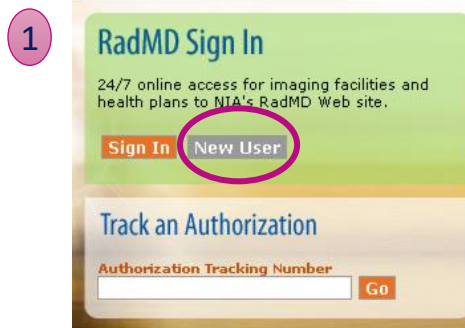 1
RadMD Sign In
24/7 online access for imaging facilities and
health plans to NIA's RadMD Web site.
Sign In New User
Track an Authorization
Authorization Tracking Number
Go